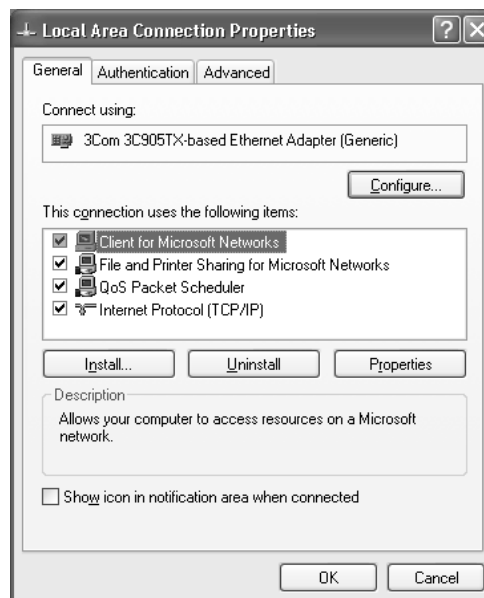 Local Area Connection Properties
General Authentication Advanced
Connect using:
3Com 3C905TX-based Ethernet Adapter (Generic)
Configure...
This connection uses the following items:
Client for Microsoft Networks
File and Printer Sharing for Microsoft Networks
QoS Packet Scheduler
Internet Protocol (TCP/IP)
Install... Uninstall Properties
Description
Allows your computer to access resources on a Microsoft
network.
Show icon in notification area when connected
OK Cancel